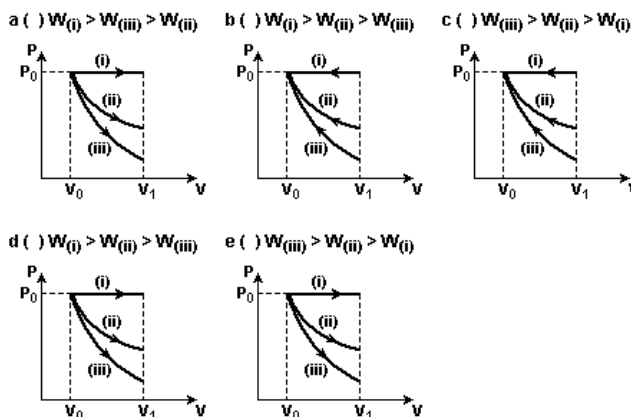 a ( ) W(i) > W(iii) > W(ii)
b ( ) W(i) > W(ii) > W(iii)
c ( ) W(iii) > W(ii) > W(i)
P
P0
(i)
(ii)
(iii)
V0
V1
V
P
P0
(i)
(ii)
(iii)
V0
V1
V
P
P0
(i)
(ii)
(iii)
V0
V1
d ( ) W(i) > W(ii) > W(iii)
e ( ) W(iii) > W(ii) > W(i)
P
P0
(i)
(ii)
(iii)
V0
V1
V
P
P0
(i)
(ii)
(iii)
V0
V1
V